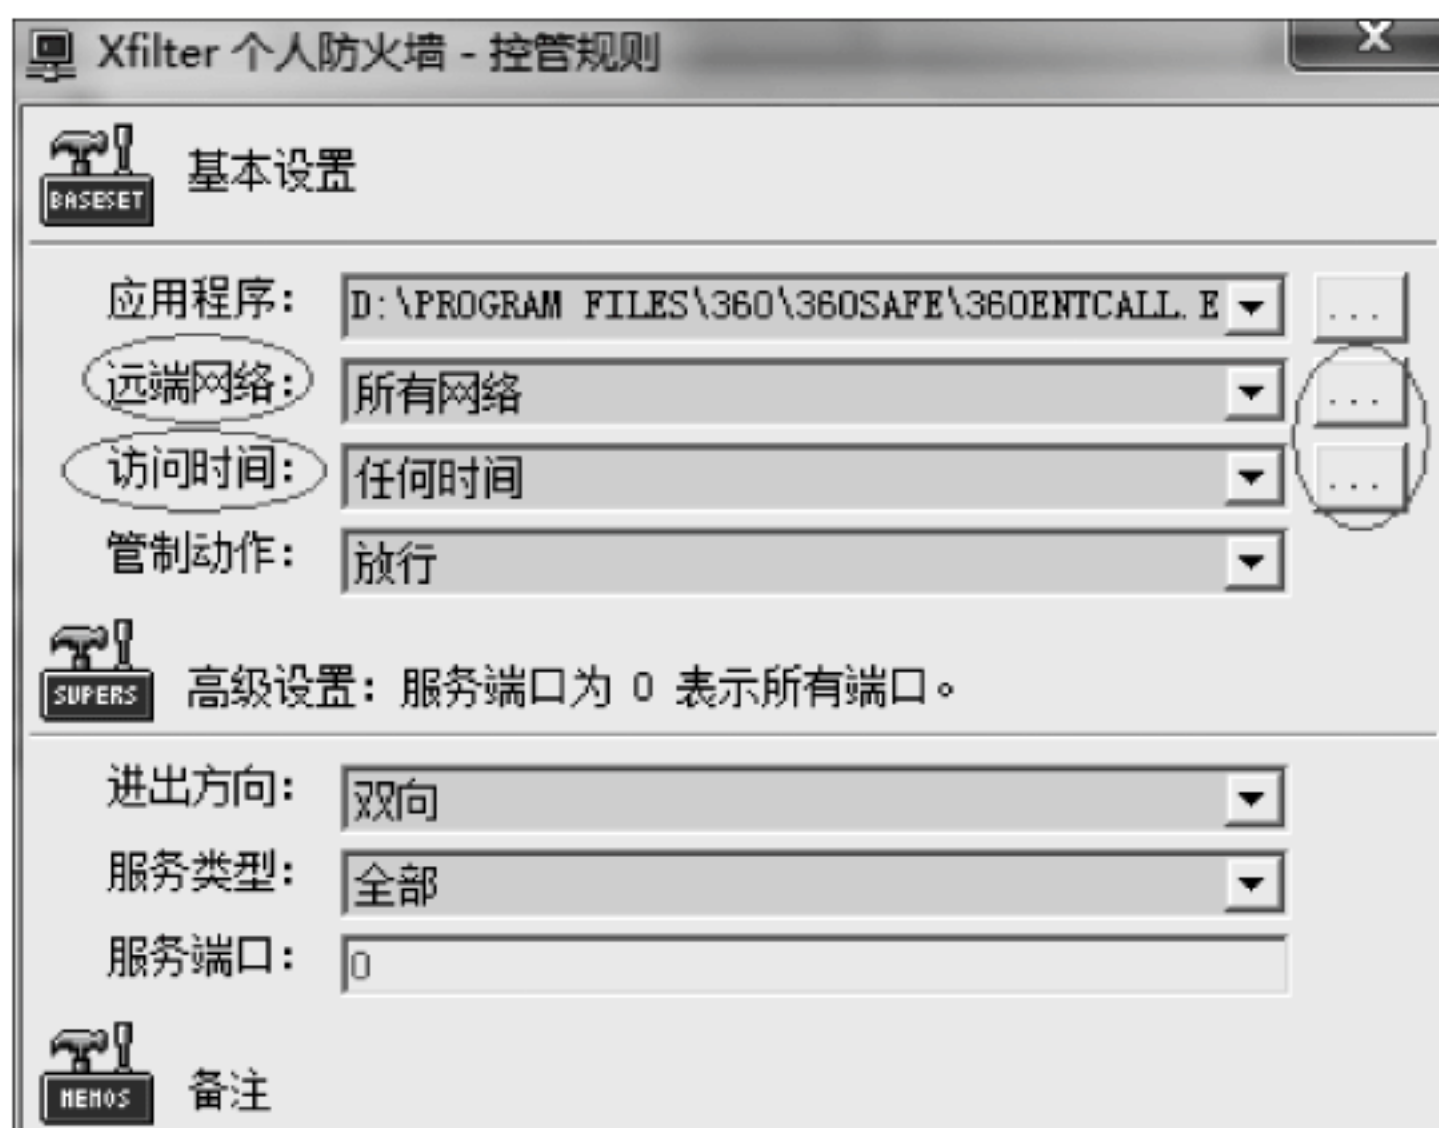 Xfilter 个人防火墙 - 控管规则
X
BASESET 基本设置
应用程序: D:\PROGRAM FILES\360\360SAFE\360ENTCALL.E ...
远端网络: 所有网络 ...
访问时间: 任何时间 ...
管制动作: 放行
SUPERS 高级设置: 服务端口为 0 表示所有端口。
进出方向: 双向
服务类型: 全部
服务端口: 0
MEMOS 备注